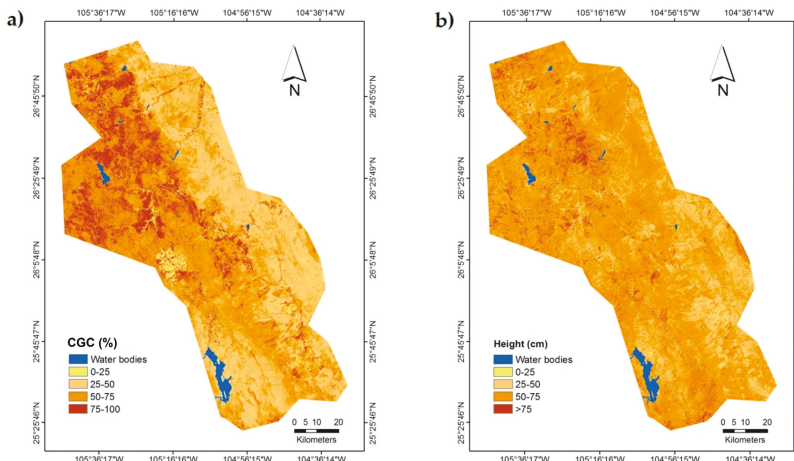 a)
105°36'17"W 105°16'16"W 104°56'15"W 104°36'14"W
N
26°45'50"N
26°25'49"N
26°5'48"N
25°45'47"N
25°25'46"N
CGC (%)
Water bodies
0-25
25-50
50-75
75-100
0 5 10 20
Kilometers
105°36'17"W 105°16'16"W 104°56'15"W 104°36'14"W
b)
105°36'17"W 105°16'16"W 104°56'15"W 104°36'14"W
N
26°45'50"N
26°25'49"N
26°5'48"N
25°45'47"N
25°25'46"N
Height (cm)
Water bodies
0-25
25-50
50-75
>75
0 5 10 20
Kilometers
105°36'17"W 105°16'16"W 104°56'15"W 104°36'14"W